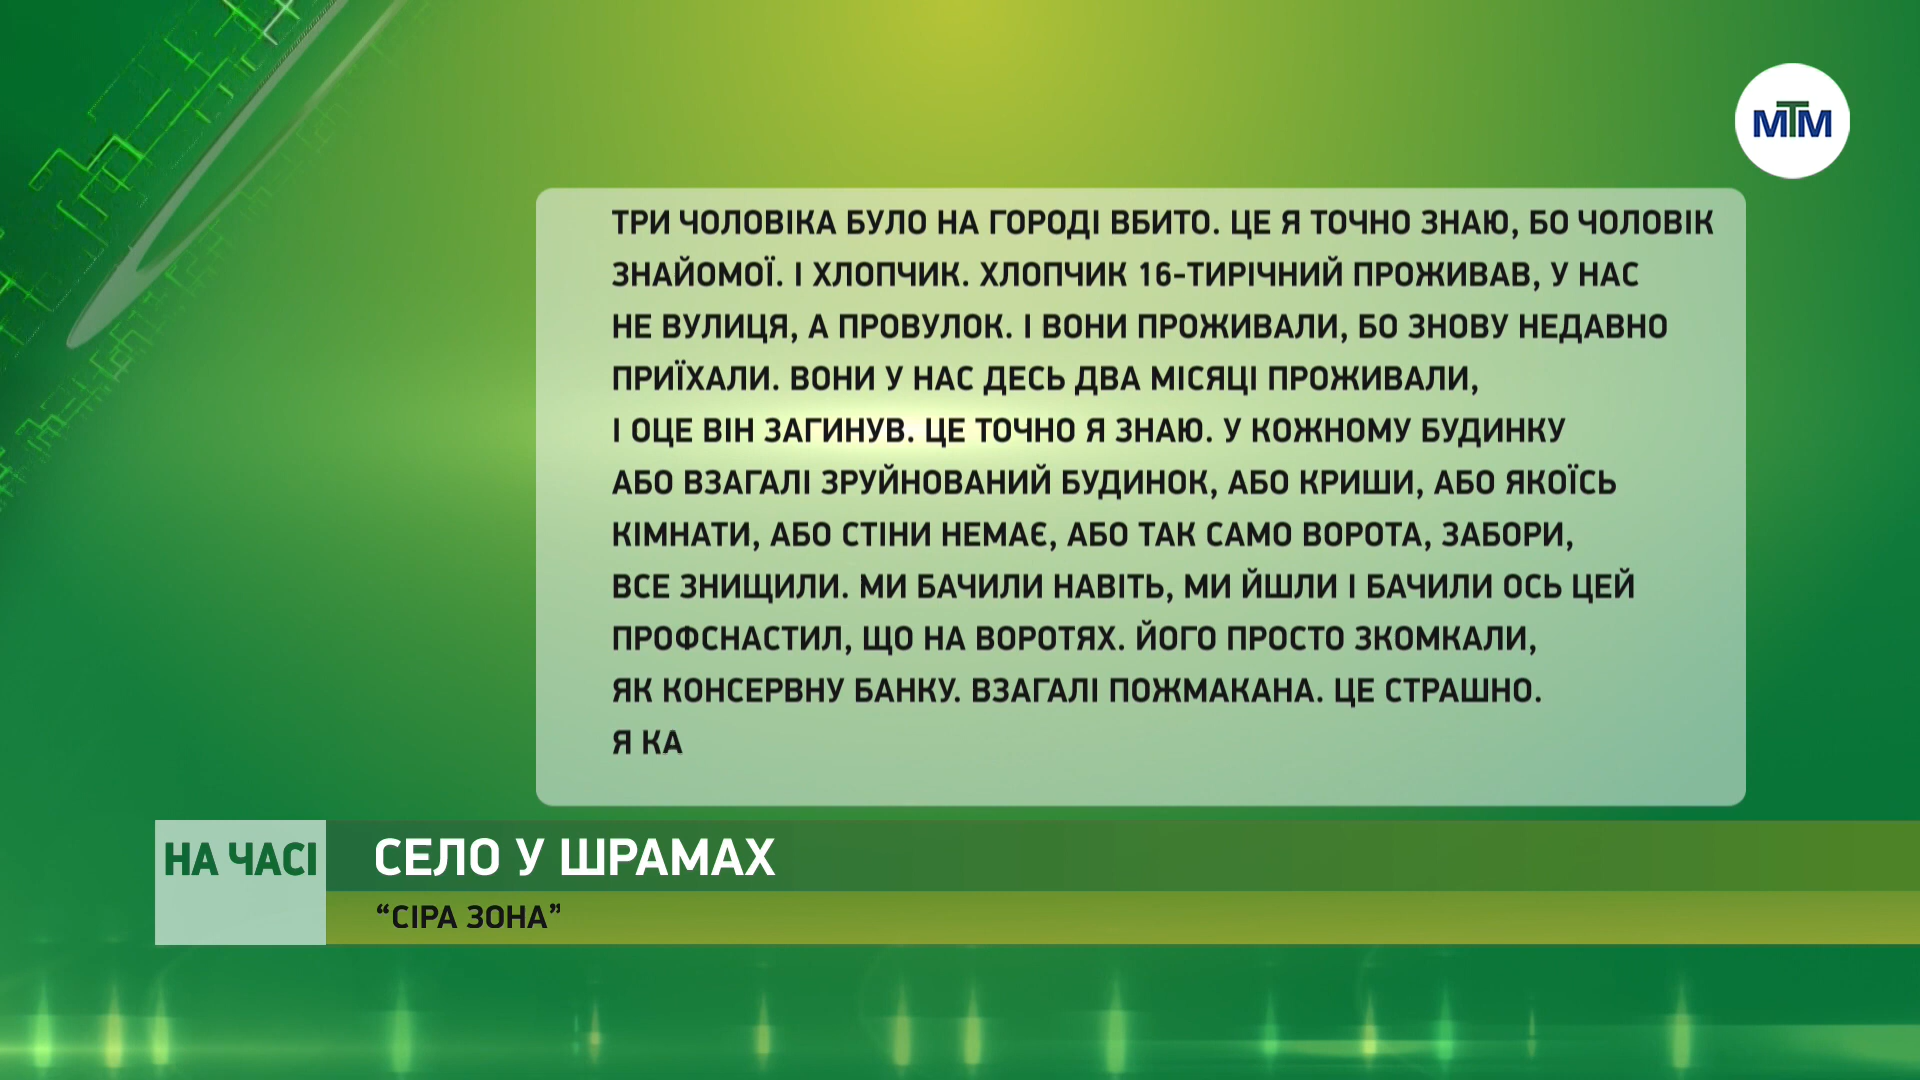 МТМ
ТРИ ЧОЛОВІКА БУЛО НА ГОРОДІ ВБИТО. ЦЕ Я ТОЧНО ЗНАЮ, БО ЧОЛОВІК
ЗНАЙОМОЇ. І ХЛОПЧИК. ХЛОПЧИК 16-ТИРІЧНИЙ ПРОЖИВАВ, У НАС
НЕ ВУЛИЦЯ, А ПРОВУЛОК. І ВОНИ ПРОЖИВАЛИ, БО ЗНОВУ НЕДАВНО
ПРИЇХАЛИ. ВОНИ У НАС ДЕСЬ ДВА МІСЯЦІ ПРОЖИВАЛИ,
І ОЦЕ ВІН ЗАГИНУВ. ЦЕ ТОЧНО Я ЗНАЮ. У КОЖНОМУ БУДИНКУ
АБО ВЗАГАЛІ ЗРУЙНОВАНИЙ БУДИНОК, АБО КРИШИ, АБО ЯКОЇСЬ
КІМНАТИ, АБО СТІНИ НЕМАЄ, АБО ТАК САМО ВОРОТА, ЗАБОРИ,
ВСЕ ЗНИЩИЛИ. МИ БАЧИЛИ НАВІТЬ, МИ ЙШЛИ І БАЧИЛИ ОСЬ ЦЕЙ
ПРОФСНАСТИЛ, ЩО НА ВОРОТЯХ. ЙОГО ПРОСТО ЗКОМКАЛИ,
ЯК КОНСЕРВНУ БАНКУ. ВЗАГАЛІ ПОЖМАКАНА. ЦЕ СТРАШНО.
Я КА
НА ЧАСІ
СЕЛО У ШРАМАХ
“СІРА ЗОНА”